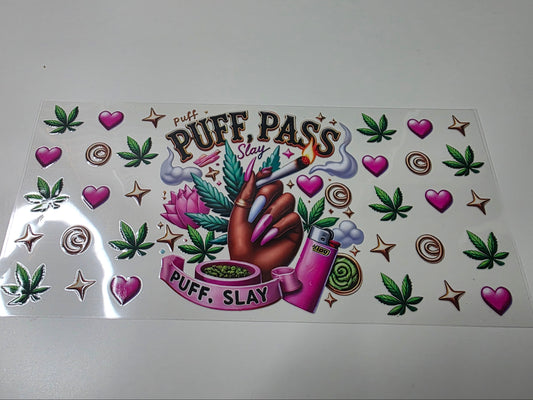 Puff
PUFF, PASS
Slay
PUFF. SLAY